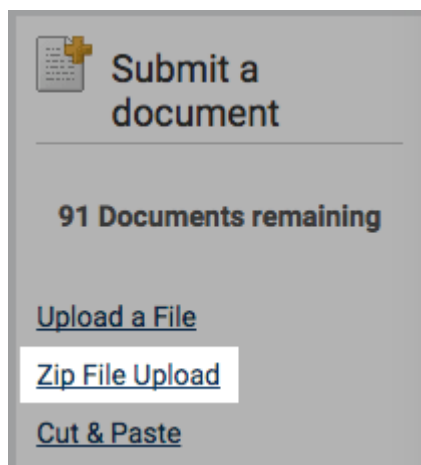 Submit a
document
91 Documents remaining
Upload a File
Zip File Upload
Cut & Paste